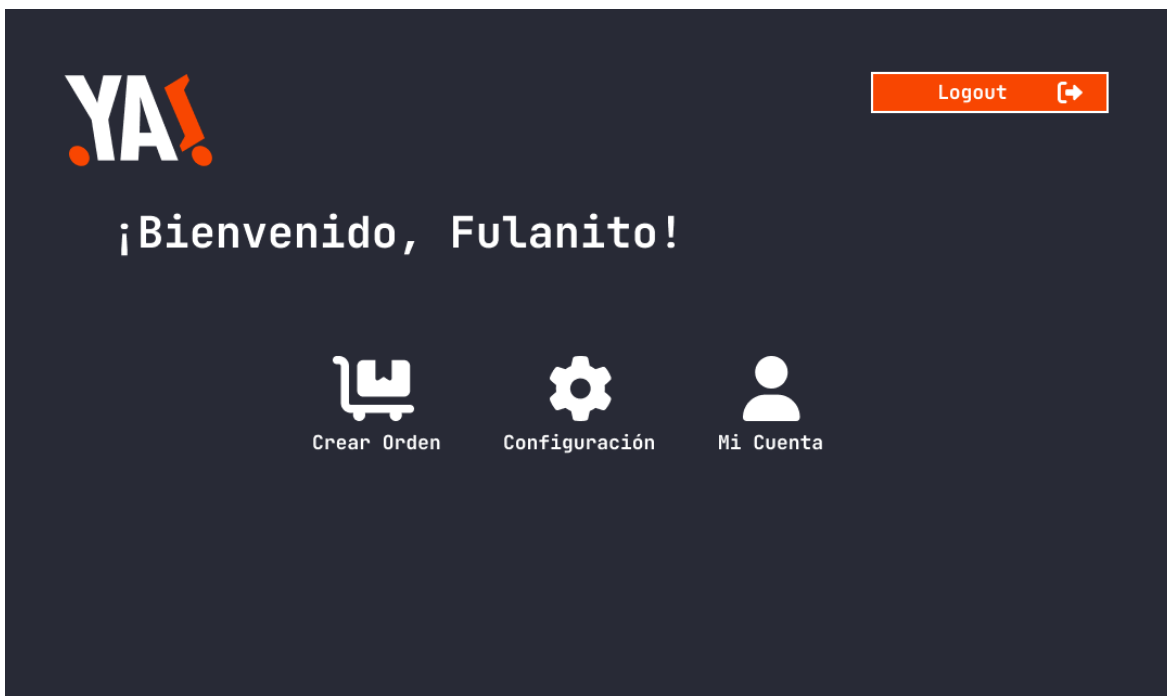 .YA!
Logout
¡Bienvenido, Fulanito!
Crear Orden
Configuración
Mi Cuenta